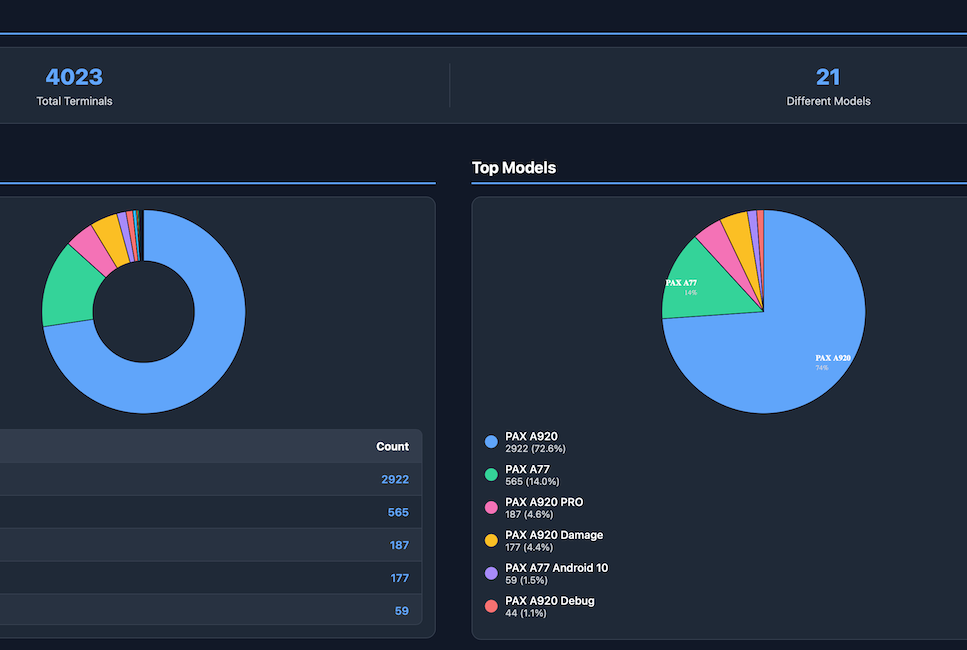 4023
Total Terminals
21
Different Models
Top Models
PAX A77
14%
PAX A920
74%
Count
2922
565
187
177
59
PAX A920
2922 (72.6%)
PAX A77
565 (14.0%)
PAX A920 PRO
187 (4.6%)
PAX A920 Damage
177 (4.4%)
PAX A77 Android 10
59 (1.5%)
PAX A920 Debug
44 (1.1%)